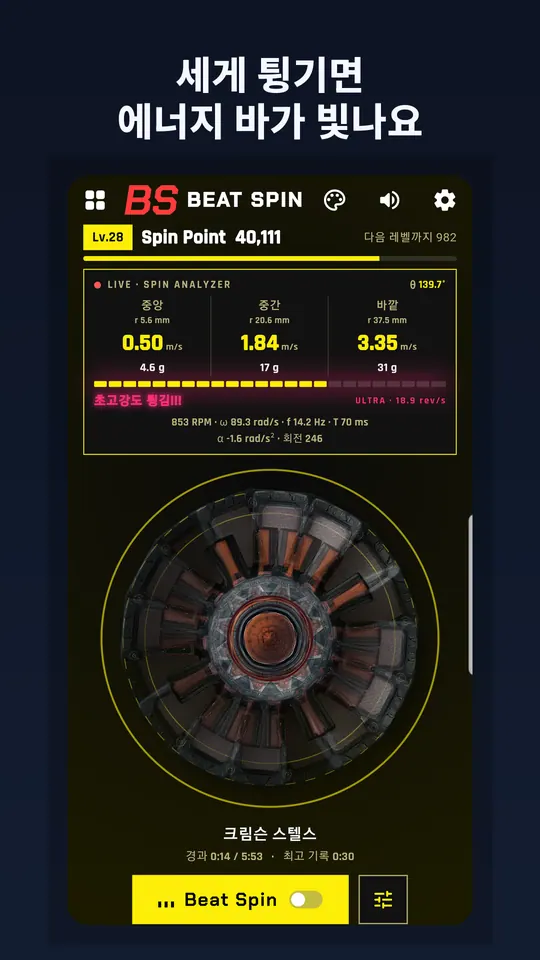 세게 튕기면
에너지 바가 빛나요
BS BEAT SPIN
Lv.28 Spin Point 40,111 다음 레벨까지 982
LIVE · SPIN ANALYZER θ 139.7°
중앙 중간 바깥
r 5.6 mm r 20.6 mm r 37.5 mm
0.50 m/s 1.84 m/s 3.35 m/s
4.6 g 17 g 31 g
초고강도 튕김!!! ULTRA · 18.9 rev/s
853 RPM · ω 89.3 rad/s · f 14.2 Hz · T 70 ms
α -1.6 rad/s² · 회전 246
크림슨 스텔스
경과 0:14 / 5:53 · 최고 기록 0:30
Beat Spin